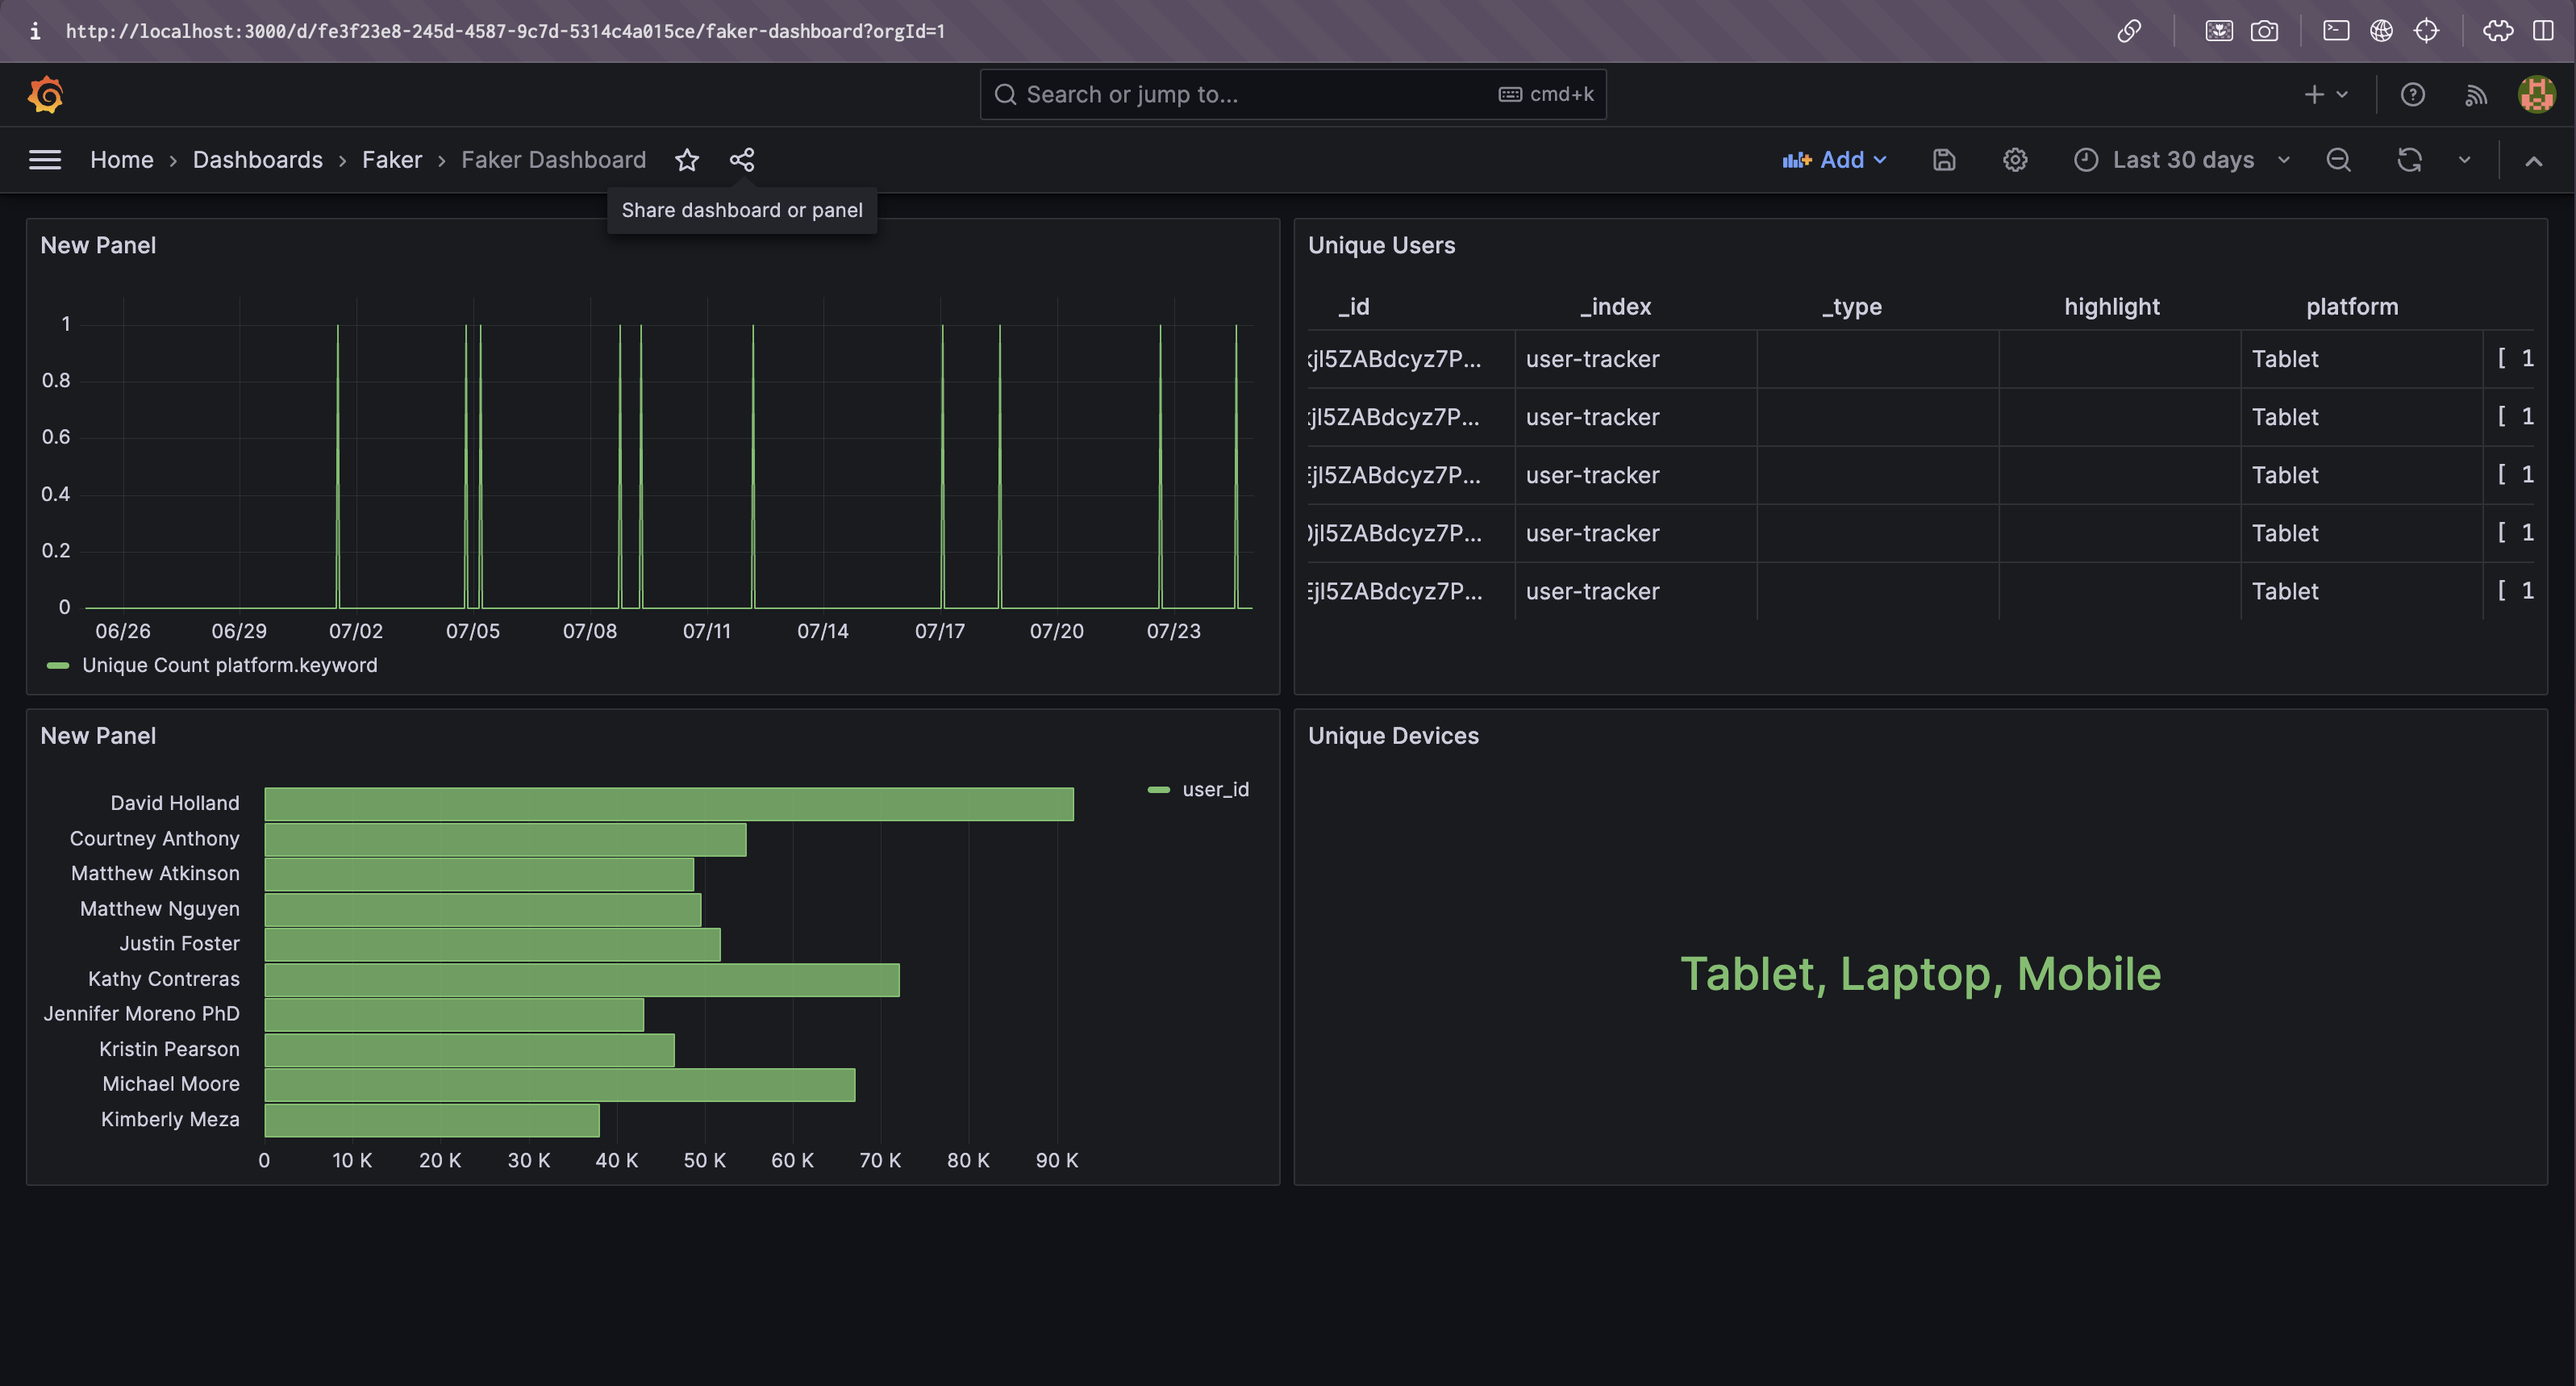 http://localhost:3000/d/fe3f23e8-245d-4587-9c7d-5314c4a015ce/faker-dashboard?orgId=1
Search or jump to...
cmd+k
Home › Dashboards › Faker › Faker Dashboard
Add
Last 30 days
Share dashboard or panel
New Panel
1
0.8
0.6
0.4
0.2
0
06/26 06/29 07/02 07/05 07/08 07/11 07/14 07/17 07/20 07/23
Unique Count platform.keyword
Unique Users
_id _index _type highlight platform
jI5ZABdcyz7P... user-tracker Tablet [ 1
jI5ZABdcyz7P... user-tracker Tablet [ 1
jI5ZABdcyz7P... user-tracker Tablet [ 1
jI5ZABdcyz7P... user-tracker Tablet [ 1
jI5ZABdcyz7P... user-tracker Tablet [ 1
New Panel
user_id
David Holland
Courtney Anthony
Matthew Atkinson
Matthew Nguyen
Justin Foster
Kathy Contreras
Jennifer Moreno PhD
Kristin Pearson
Michael Moore
Kimberly Meza
0 10 K 20 K 30 K 40 K 50 K 60 K 70 K 80 K 90 K
Unique Devices
Tablet, Laptop, Mobile